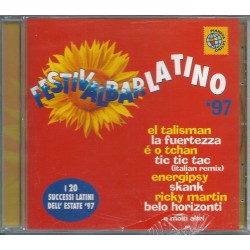 FESTIVALBAR LATINO
'97
el talisman
la fuertezza
é o tchan
tic tic tac
(italian remix)
energipsy
skank
ricky martin
belo horizonti
e molti altri
I 20
SUCCESSI LATINI
DELL' ESTATE '97